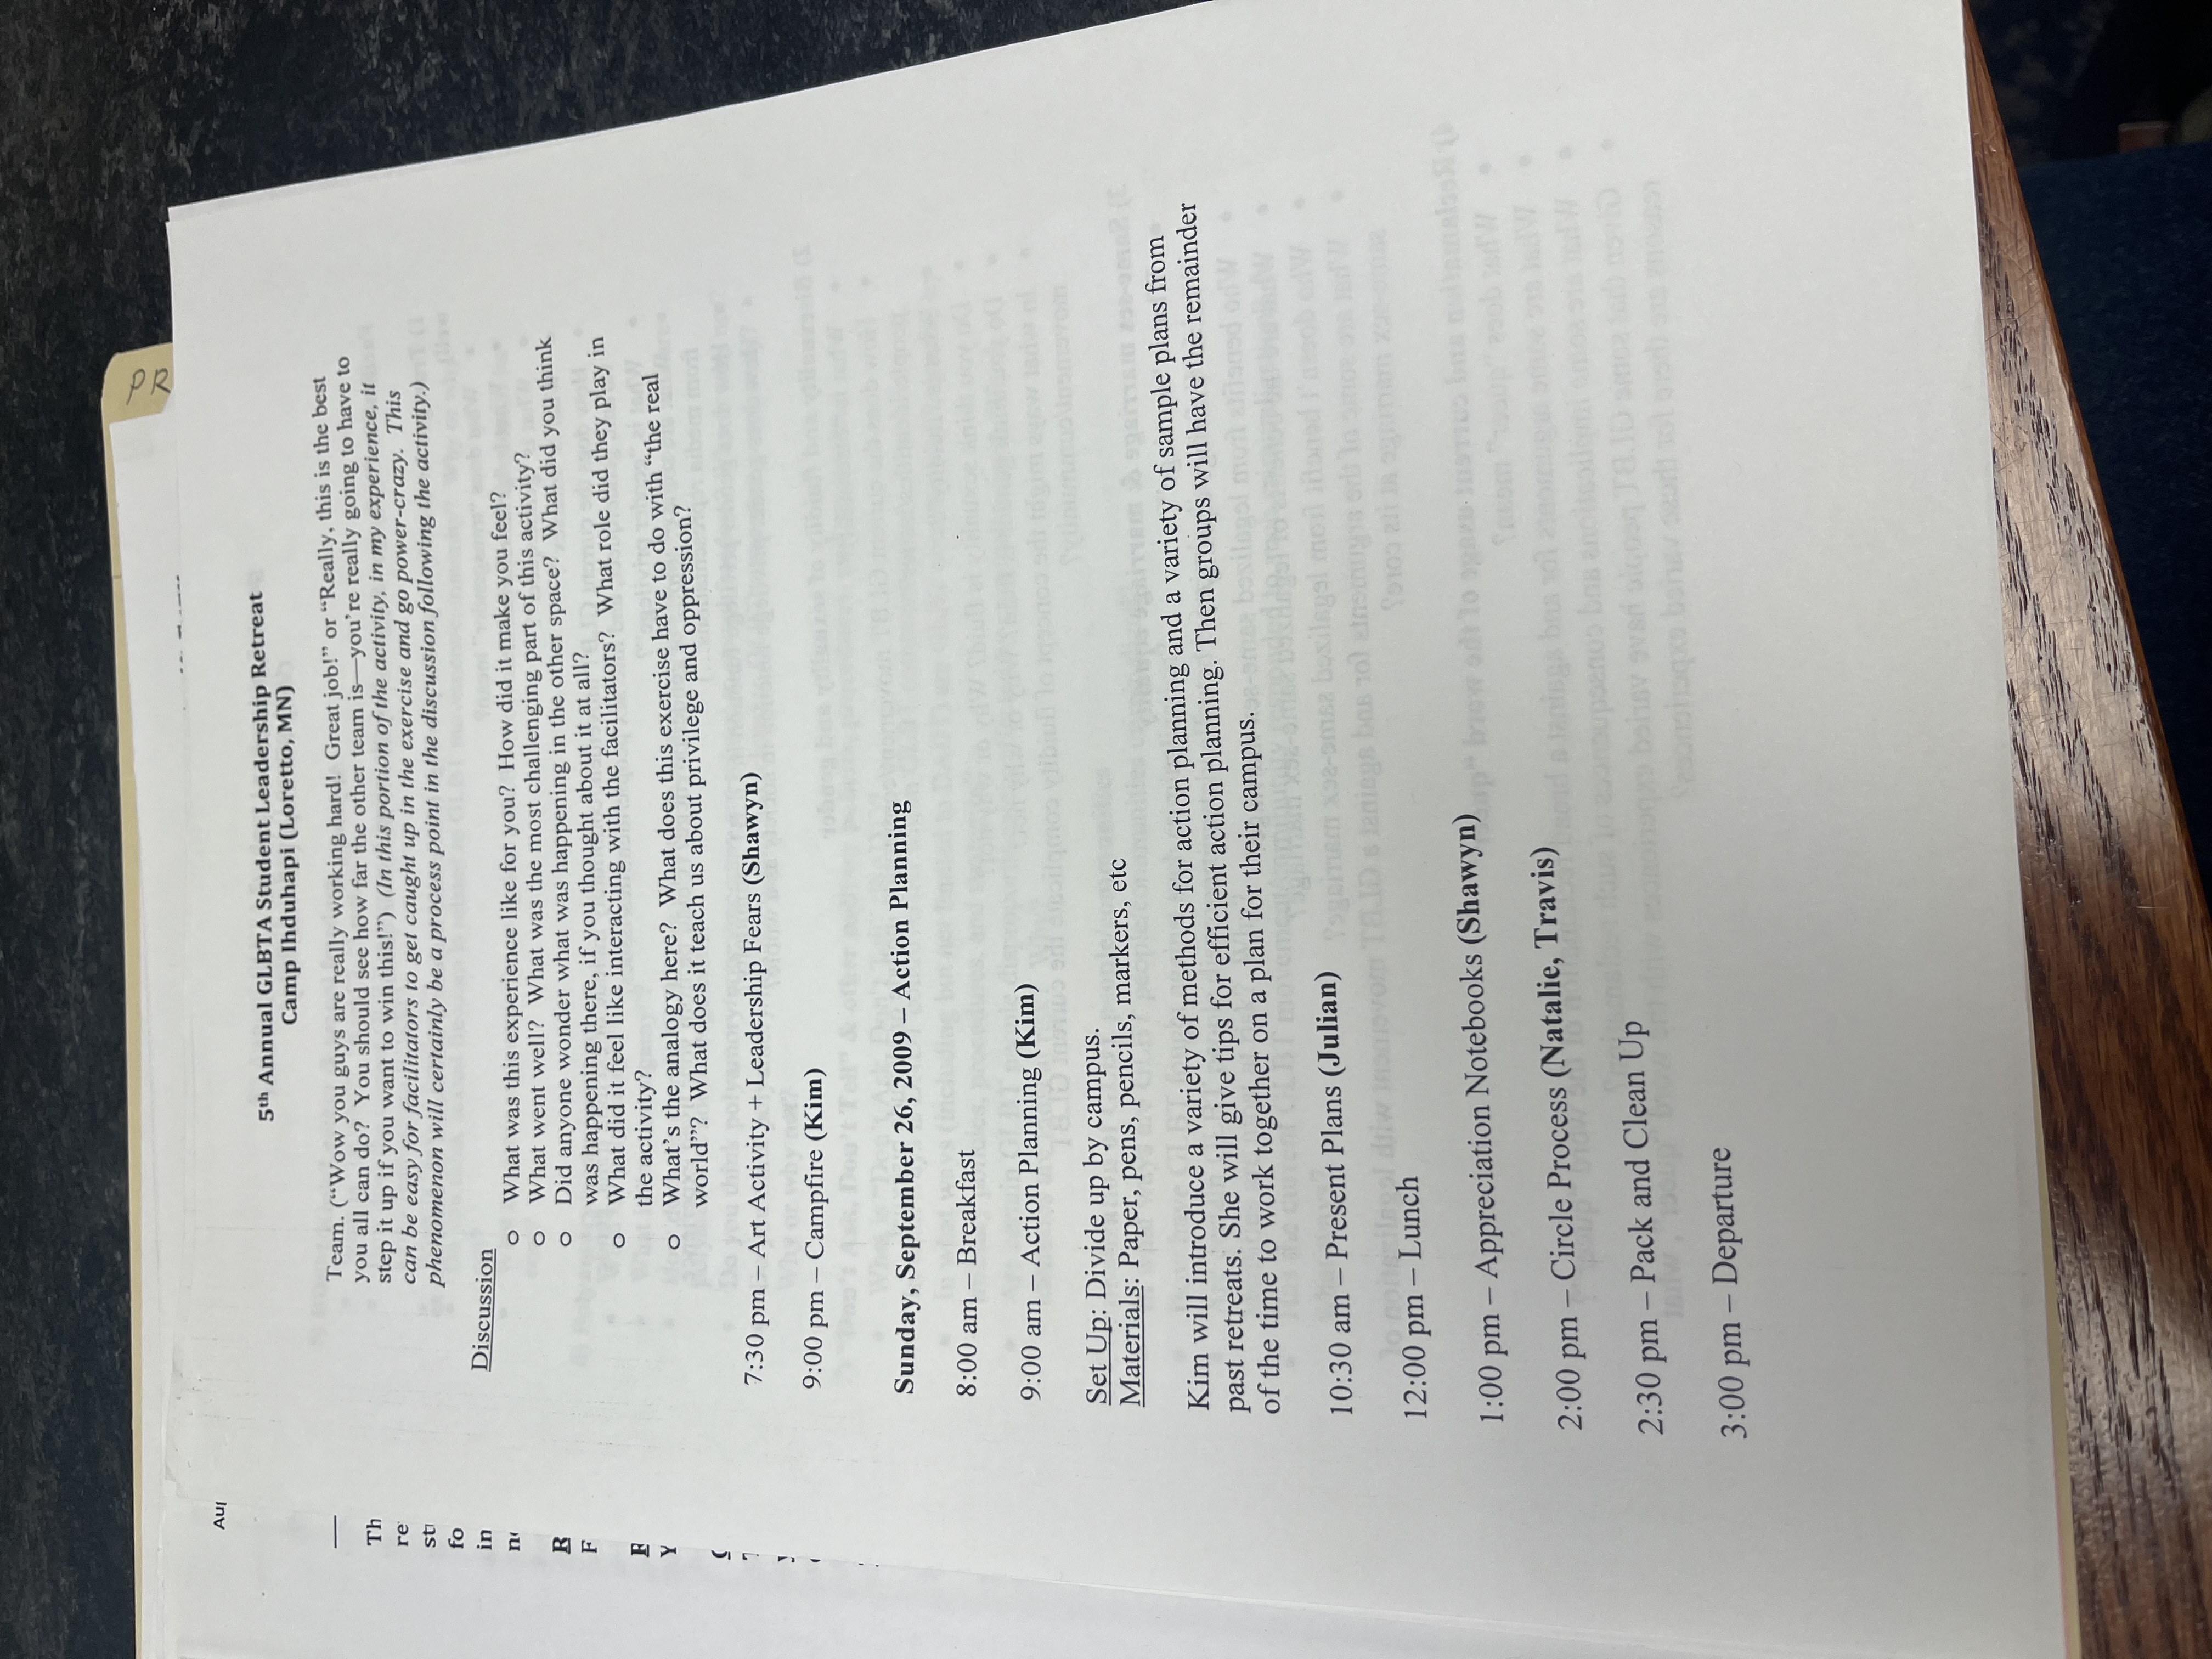 PR
Auf
5th Annual GLBTA Student Leadership Retreat
Camp Ihduhapi (Loretto, MN)
Team. (“Wow you guys are really working hard!  Great job!” or “Really, this is the best
you all can do?  You should see how far the other team is—you’re really going to have to
step it up if you want to win this!”)  (In this portion of the activity, in my experience, it
can be easy for facilitators to get caught up in the exercise and go power-crazy.  This
phenomenon will certainly be a process point in the discussion following the activity.)
Discussion
o What was this experience like for you?  How did it make you feel?
o What went well?  What was the most challenging part of this activity?
o Did anyone wonder what was happening in the other space?  What did you think
was happening there, if you thought about it at all?
o What did it feel like interacting with the facilitators?  What role did they play in
the activity?
o What’s the analogy here?  What does this exercise have to do with “the real
world”?  What does it teach us about privilege and oppression?
7:30 pm – Art Activity + Leadership Fears (Shawyn)
9:00 pm – Campfire (Kim)
Sunday, September 26, 2009 – Action Planning
8:00 am – Breakfast
9:00 am – Action Planning (Kim)
Set Up: Divide up by campus.
Materials: Paper, pens, pencils, markers, etc
Kim will introduce a variety of methods for action planning and a variety of sample plans from
past retreats. She will give tips for efficient action planning. Then groups will have the remainder
of the time to work together on a plan for their campus.
10:30 am – Present Plans (Julian)
12:00 pm – Lunch
1:00 pm – Appreciation Notebooks (Shawyn)
2:00 pm – Circle Process (Natalie, Travis)
2:30 pm – Pack and Clean Up
3:00 pm – Departure